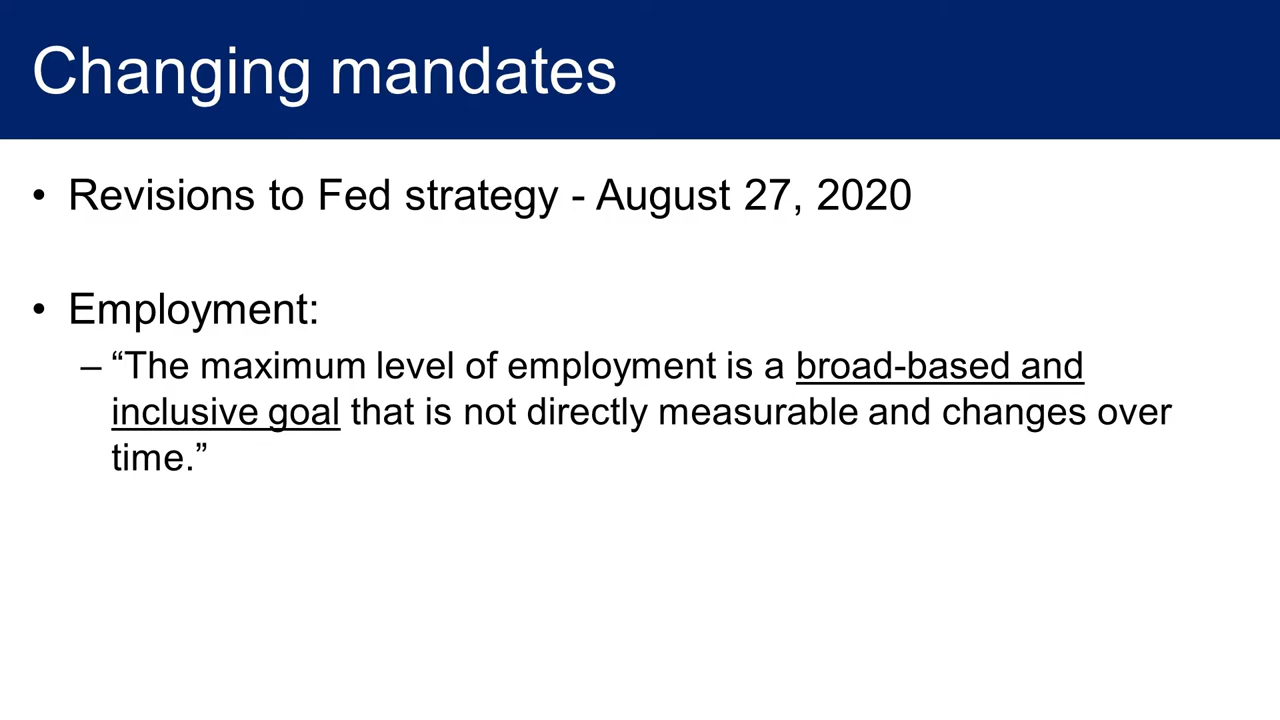 Changing mandates
• Revisions to Fed strategy - August 27, 2020
• Employment:
– “The maximum level of employment is a broad-based and
inclusive goal that is not directly measurable and changes over
time.”